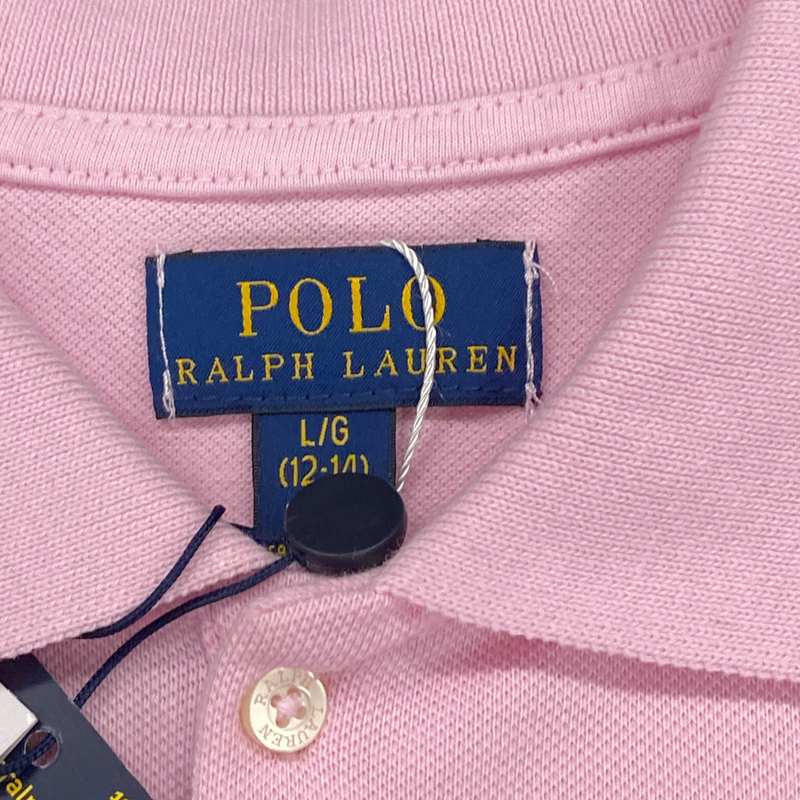 POLO
RALPH LAUREN
L/G
(12-14)
RALPH LAUREN